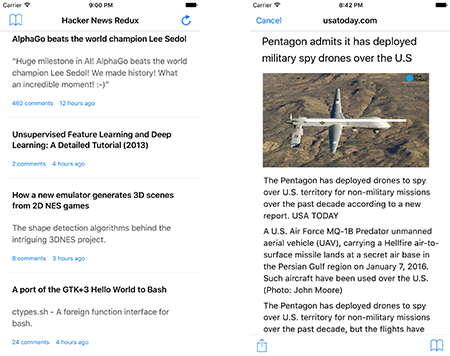 Carrier
9:00 PM
Hacker News Redux
AlphaGo beats the world champion Lee Sedol
"Huge milestone in AI! AlphaGo beat the world
champion Lee Sedol! We made history! What
an incredible moment! :-)"
462 comments 12 hours ago
Unsupervised Feature Learning and Deep
Learning: A Detailed Tutorial (2013)
2 comments 4 hours ago
How a new emulator generates 3D scenes
from 2D NES games
The shape detection algorithms behind the
intriguing 3DNES project.
8 comments 3 hours ago
A port of the GTK+3 Hello World to Bash
ctypes.sh - A foreign function interface for
bash.
24 comments 4 hours ago
Carrier
8:42 PM
Cancel
usatoday.com
Pentagon admits it has deployed
military spy drones over the U.S
USA TODAY
The Pentagon has deployed drones to spy
over U.S. territory for non-military missions
over the past decade according to a new
report. USA TODAY
A U.S. Air Force MQ-1B Predator unmanned
aerial vehicle (UAV), carrying a Hellfire air-to-
surface missile lands at a secret air base in
the Persian Gulf region on January 7, 2016.
Such aircraft have been used over the U.S.
(Photo: John Moore)
The Pentagon has deployed drones to spy
over U.S. territory for non-military missions
over the past decade, but the flights have